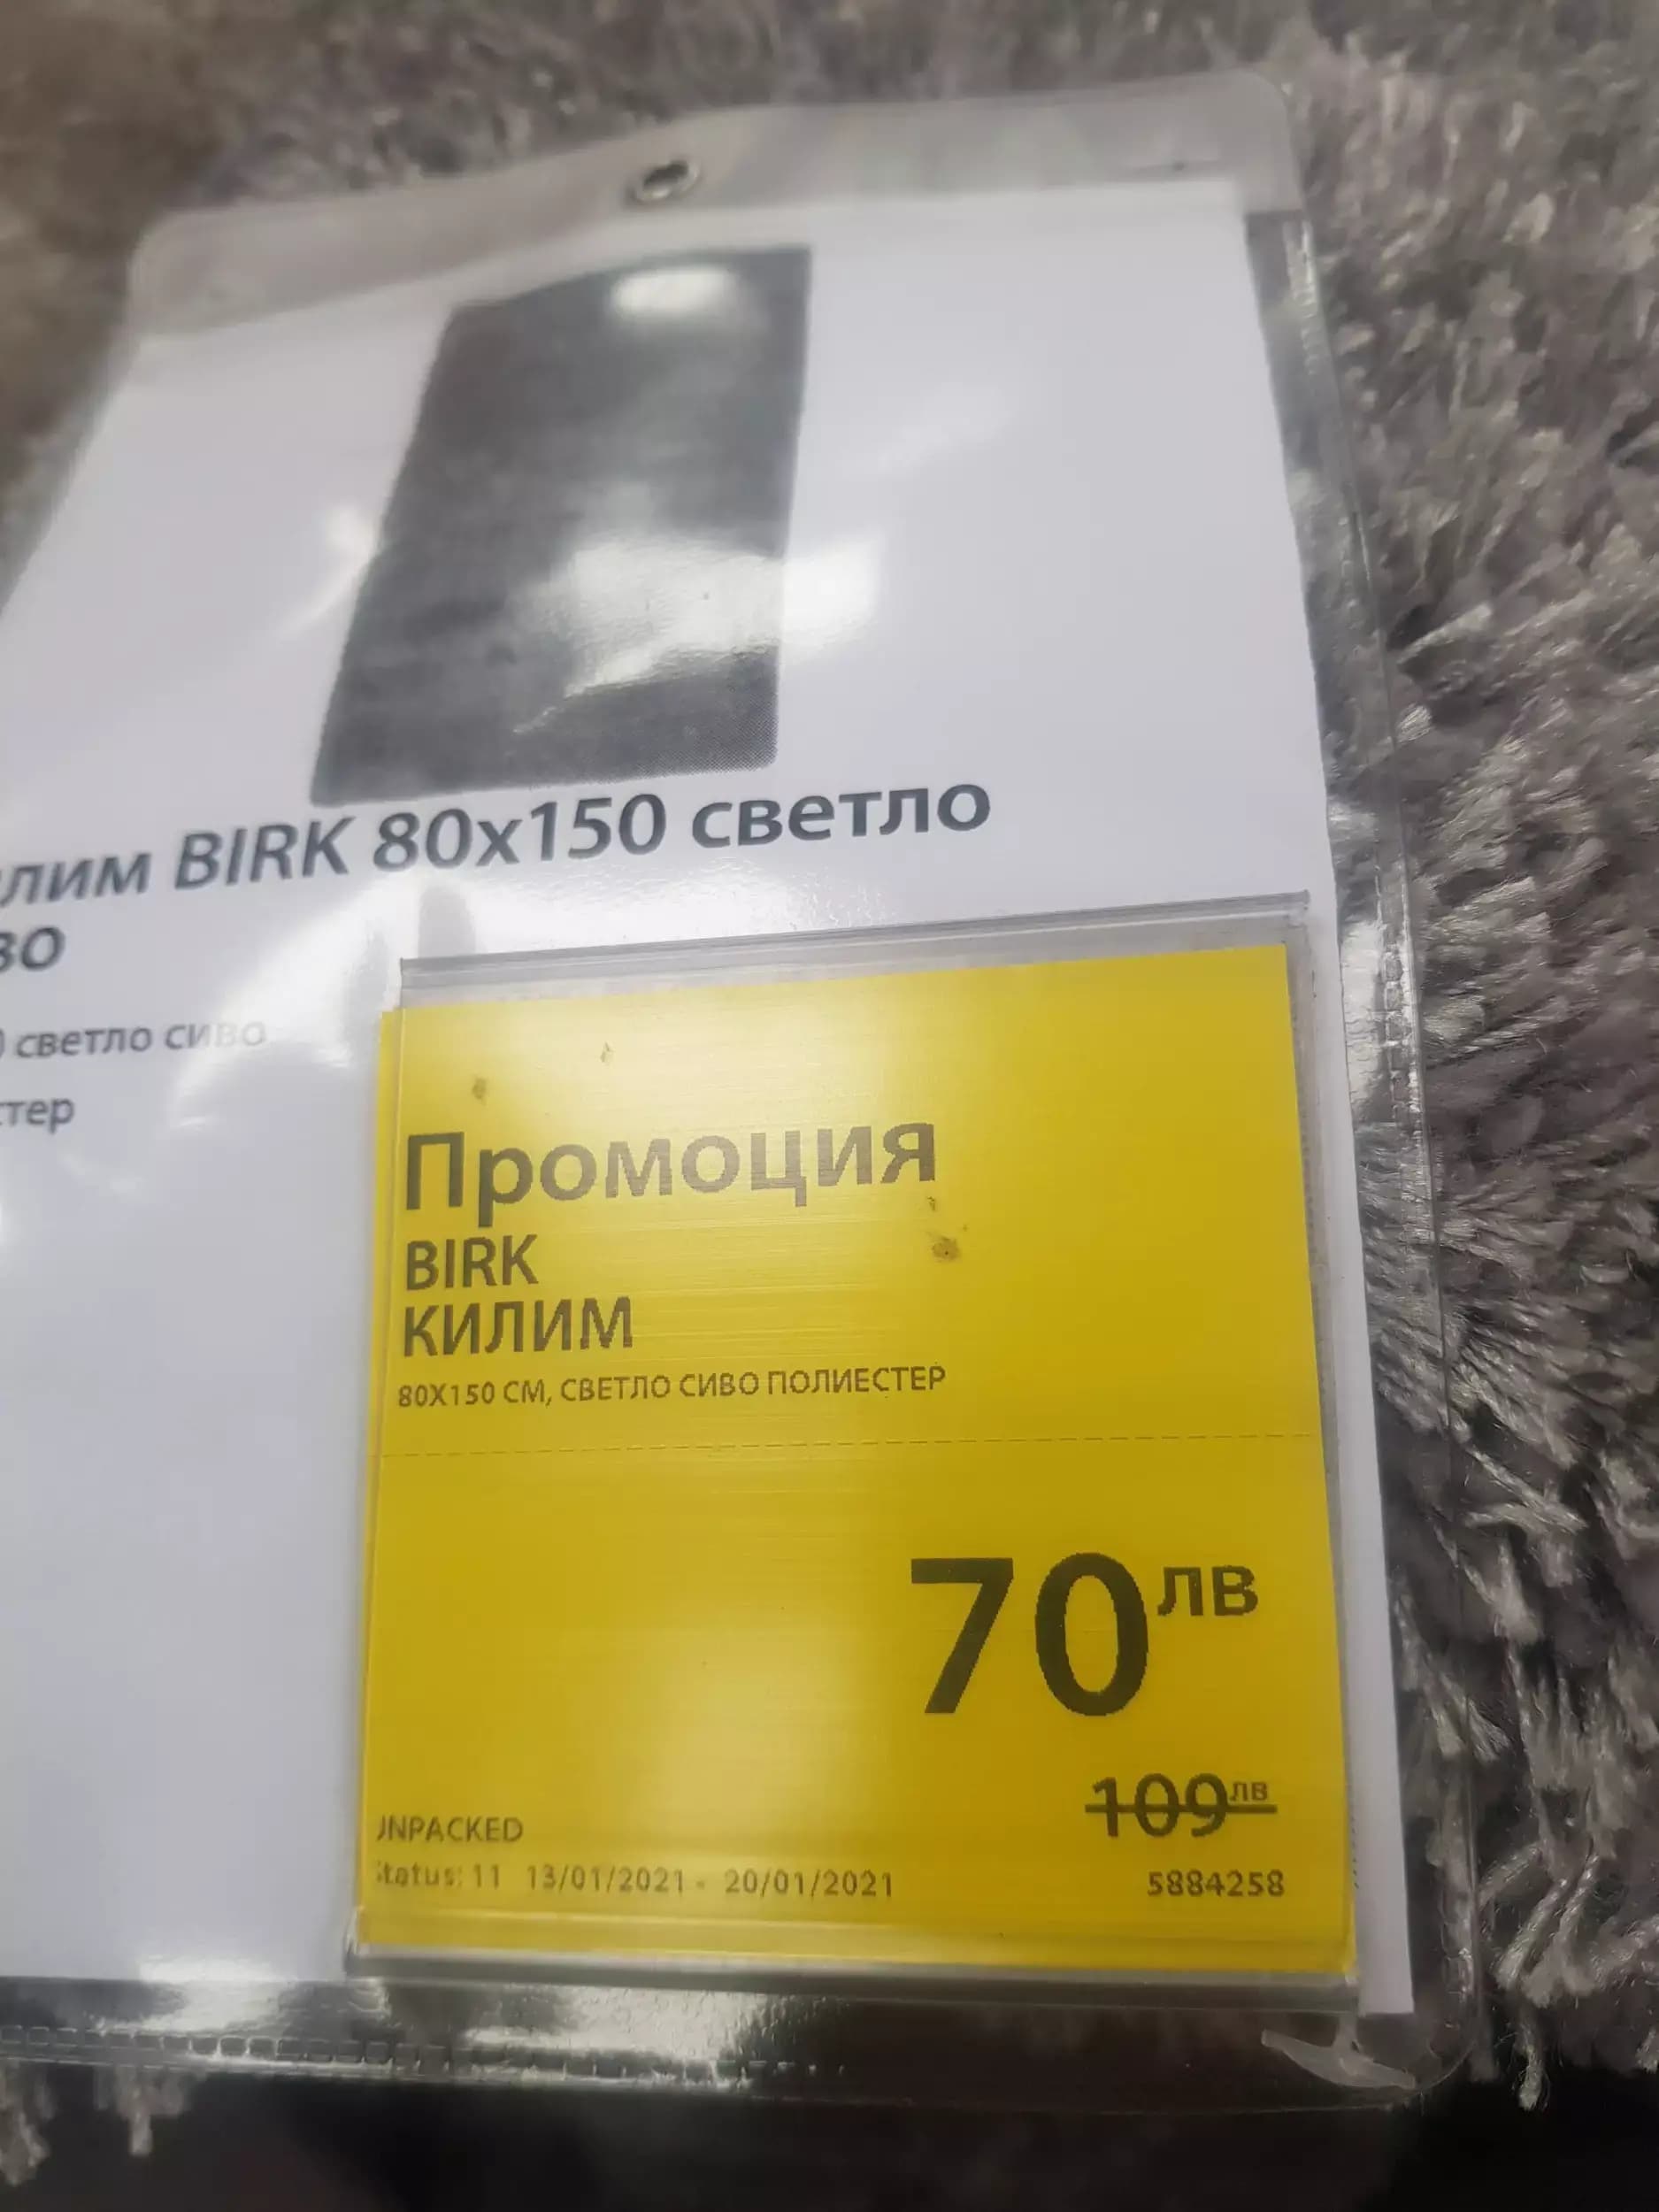 BIRK 80x150 светло
светло сиво
Промоция
BIRK
КИЛИМ
80X150 СМ, СВЕТЛО СИВО ПОЛИЕСТЕР
70 ЛВ
109 ЛВ
UNPACKED
Status: 11 13/01/2021 - 20/01/2021 5884258